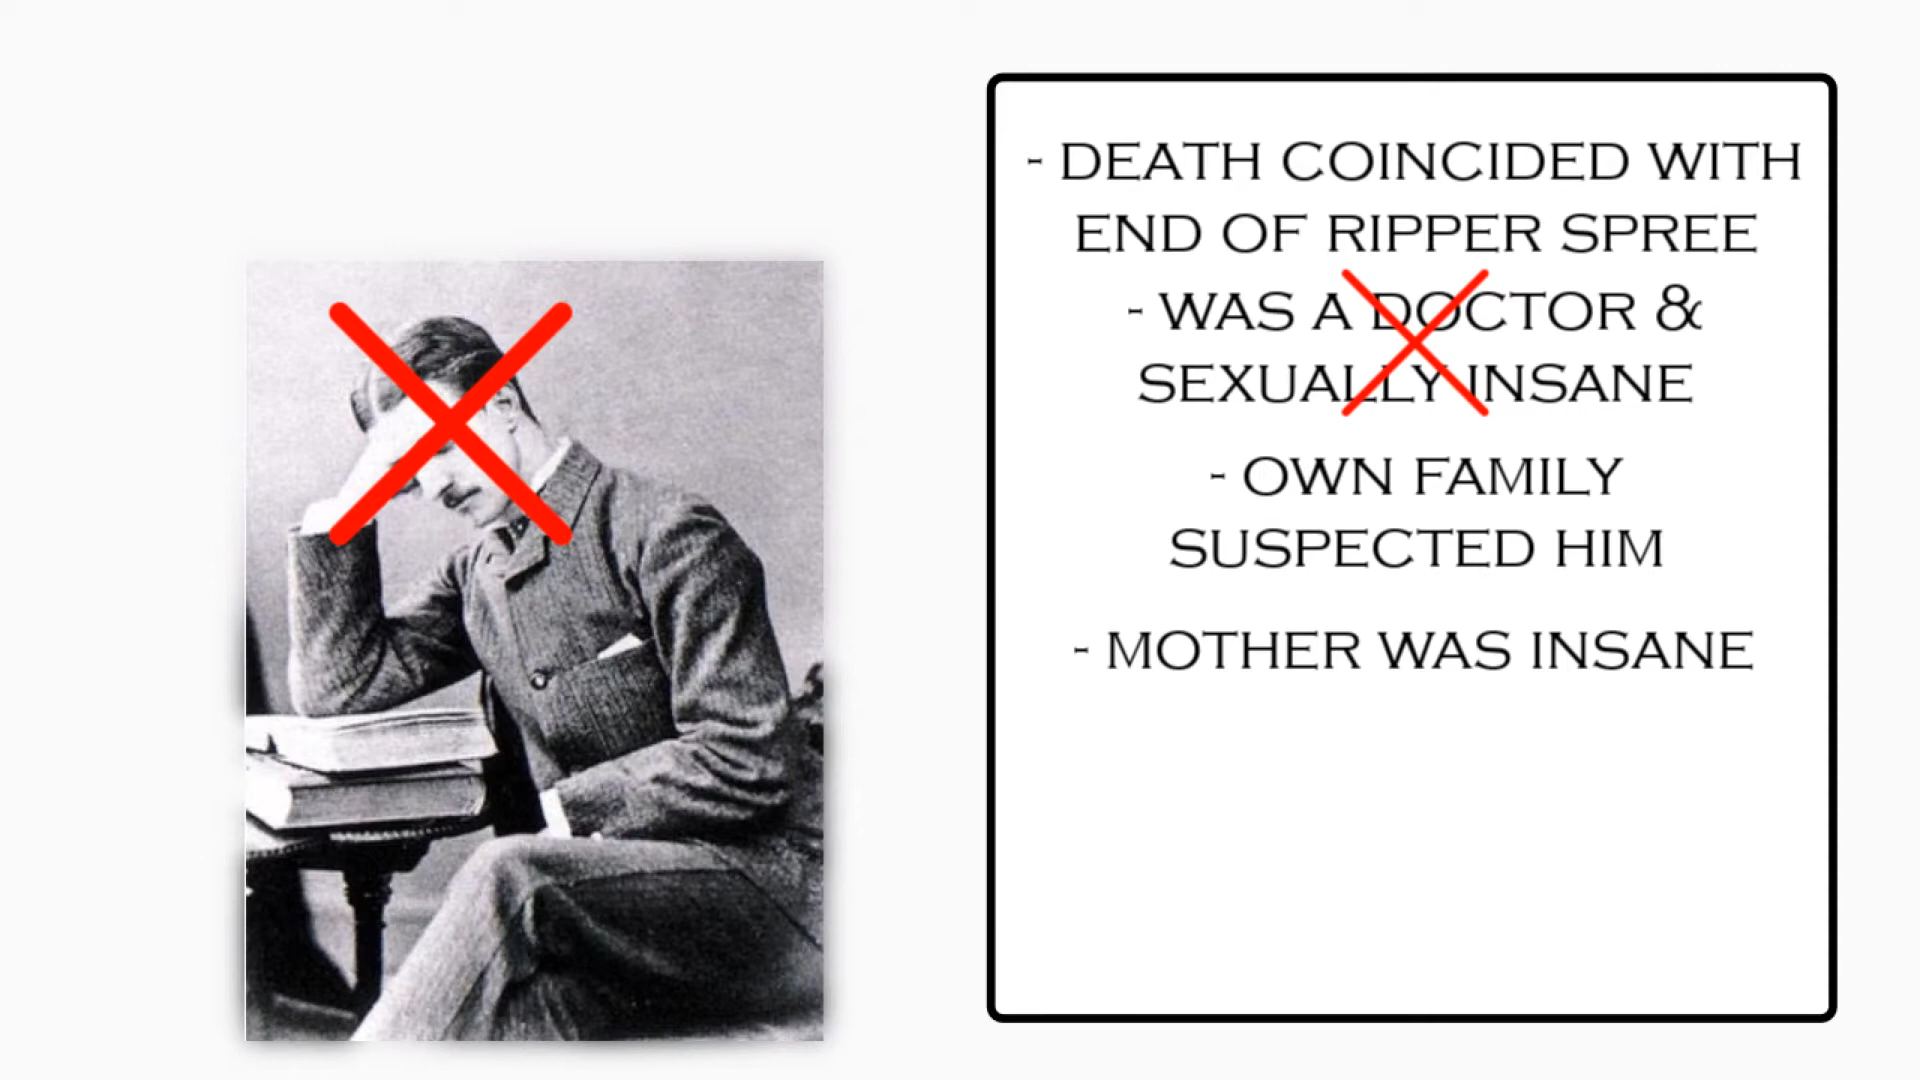 - DEATH COINCIDED WITH
END OF RIPPER SPREE
- WAS A DOCTOR &
SEXUALLY INSANE
- OWN FAMILY
SUSPECTED HIM
- MOTHER WAS INSANE